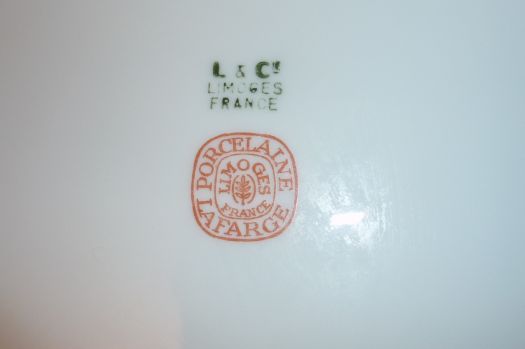 L & Cie
LIMOGES
FRANCE
PORCELAINE
LIMOGES
FRANCE
LAFARGE